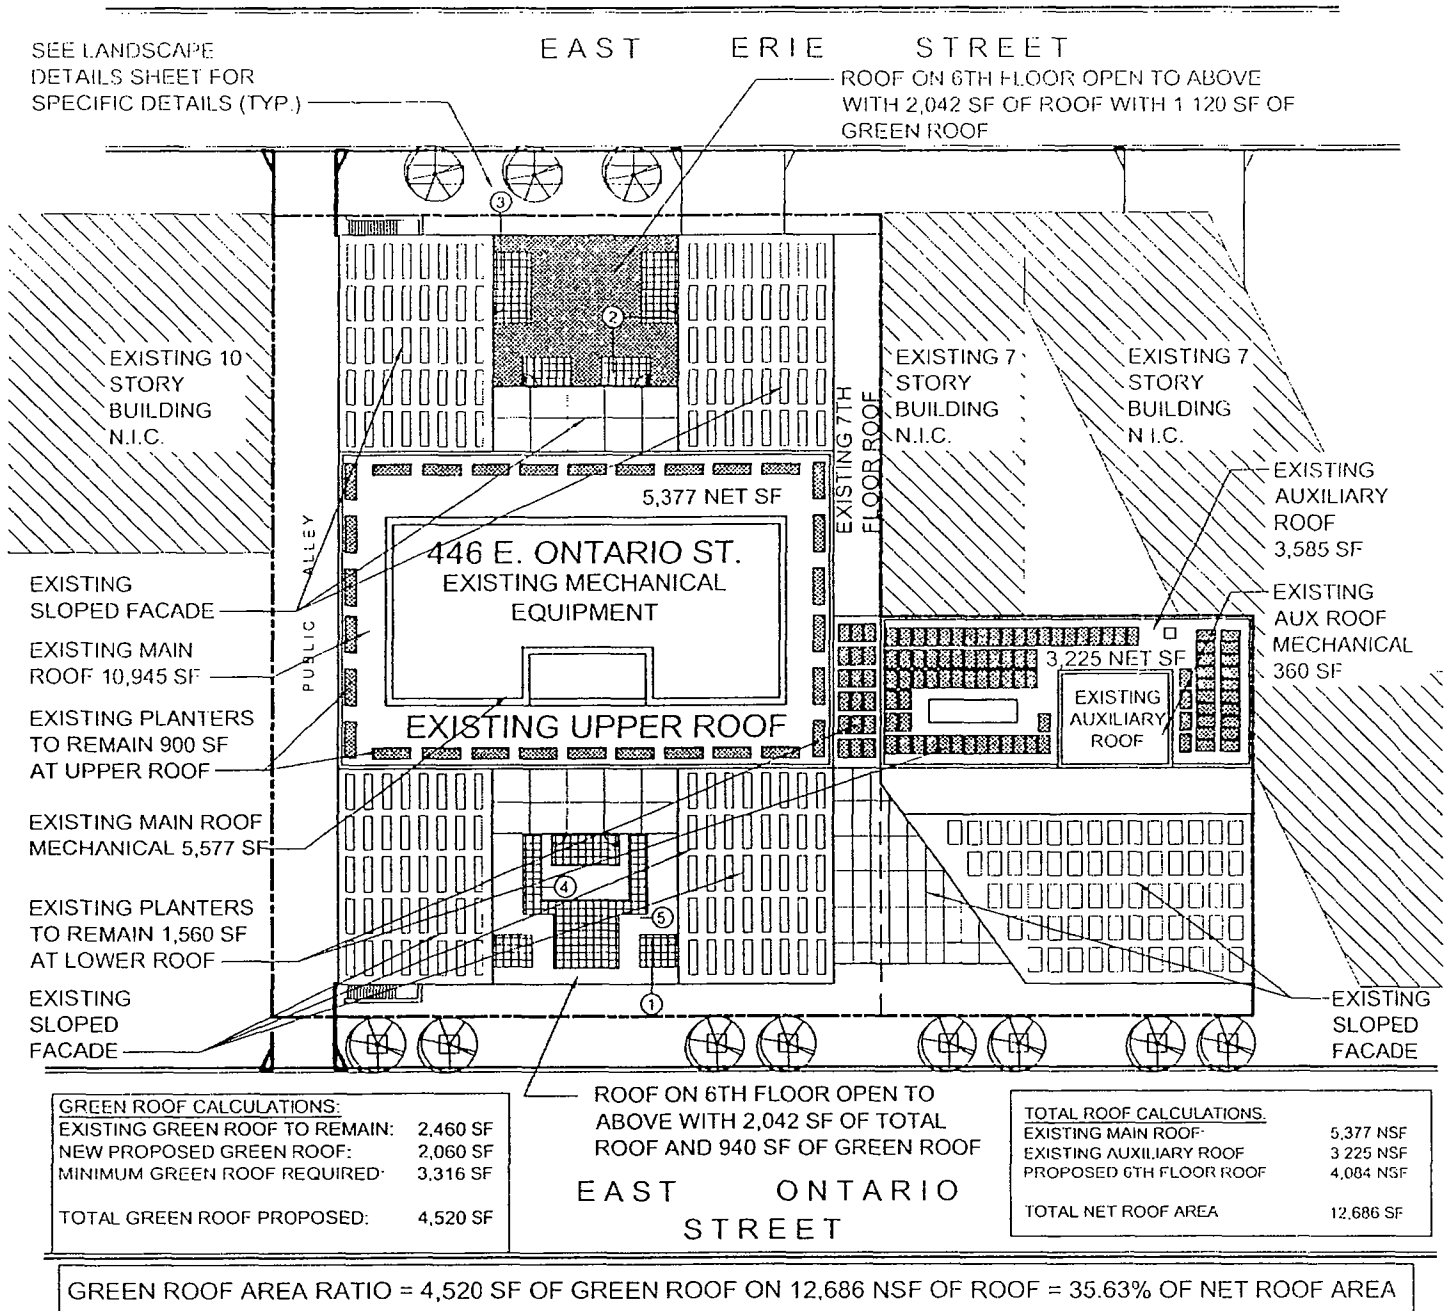 EAST ERIE STREET
SEE LANDSCAPE
DETAILS SHEET FOR
SPECIFIC DETAILS (TYP.)
ROOF ON 6TH FLOOR OPEN TO ABOVE
WITH 2,042 SF OF ROOF WITH 1 120 SF OF
GREEN ROOF
3
2
EXISTING 10
STORY
BUILDING
N.I.C.
EXISTING 7TH
FLOOR ROOF
EXISTING 7
STORY
BUILDING
N.I.C.
EXISTING 7
STORY
BUILDING
N I.C.
5,377 NET SF
446 E. ONTARIO ST.
EXISTING MECHANICAL
EQUIPMENT
EXISTING UPPER ROOF
PUBLIC ALLEY
EXISTING
SLOPED FACADE
EXISTING MAIN
ROOF 10,945 SF
EXISTING PLANTERS
TO REMAIN 900 SF
AT UPPER ROOF
EXISTING MAIN ROOF
MECHANICAL 5,577 SF
EXISTING PLANTERS
TO REMAIN 1,560 SF
AT LOWER ROOF
EXISTING
SLOPED
FACADE
EXISTING
AUXILIARY
ROOF
3,585 SF
EXISTING
AUX ROOF
MECHANICAL
360 SF
3,225 NET SF
EXISTING
AUXILIARY
ROOF
4
5
1
EXISTING
SLOPED
FACADE
ROOF ON 6TH FLOOR OPEN TO
ABOVE WITH 2,042 SF OF TOTAL
ROOF AND 940 SF OF GREEN ROOF
EAST ONTARIO
STREET
GREEN ROOF CALCULATIONS:
EXISTING GREEN ROOF TO REMAIN: 2,460 SF
NEW PROPOSED GREEN ROOF: 2,060 SF
MINIMUM GREEN ROOF REQUIRED· 3,316 SF
TOTAL GREEN ROOF PROPOSED: 4,520 SF
TOTAL ROOF CALCULATIONS.
EXISTING MAIN ROOF· 5,377 NSF
EXISTING AUXILIARY ROOF 3 225 NSF
PROPOSED 6TH FLOOR ROOF 4,084 NSF
TOTAL NET ROOF AREA 12,686 SF
GREEN ROOF AREA RATIO = 4,520 SF OF GREEN ROOF ON 12,686 NSF OF ROOF = 35.63% OF NET ROOF AREA